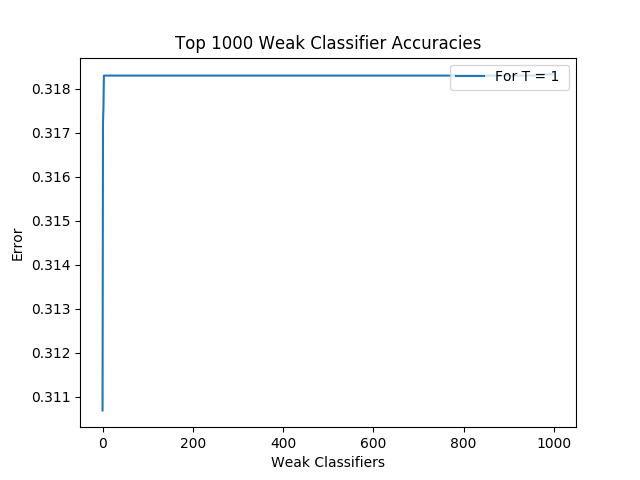 Top 1000 Weak Classifier Accuracies
For T = 1
0.318
0.317
0.316
0.315
0.314
0.313
0.312
0.311
Error
0 200 400 600 800 1000
Weak Classifiers